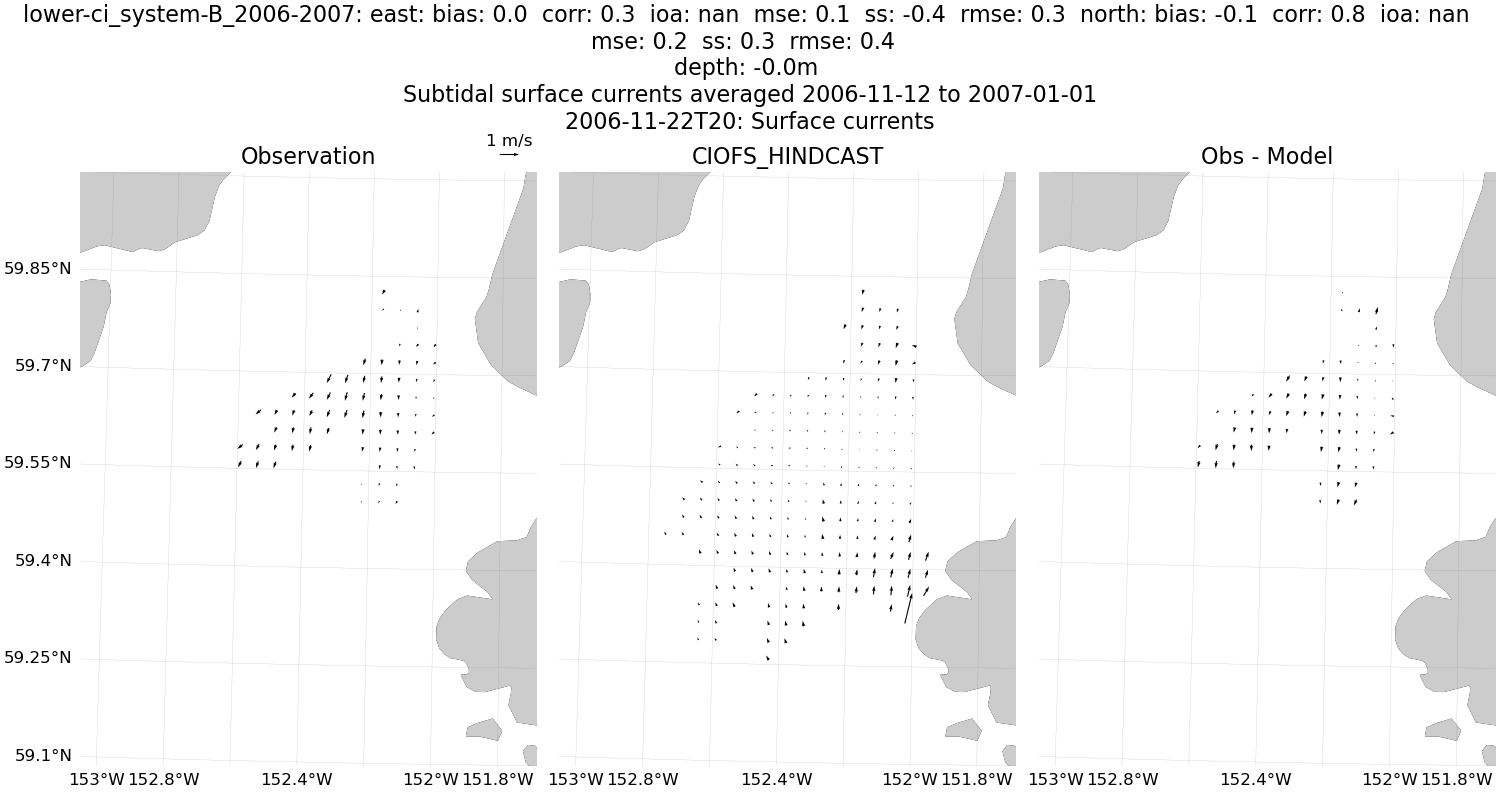 lower-ci_system-B_2006-2007: east: bias: 0.0 corr: 0.3 ioa: nan mse: 0.1 ss: -0.4 rmse: 0.3 north: bias: -0.1 corr: 0.8 ioa: nan
mse: 0.2 ss: 0.3 rmse: 0.4
depth: -0.0m
Subtidal surface currents averaged 2006-11-12 to 2007-01-01
2006-11-22T20: Surface currents
1 m/s
Observation CIOFS_HINDCAST Obs - Model
59.85°N
59.7°N
59.55°N
59.4°N
59.25°N
59.1°N
153°W 152.8°W 152.4°W 152°W 151.8°W 153°W 152.8°W 152.4°W 152°W 151.8°W 153°W 152.8°W 152.4°W 152°W 151.8°W